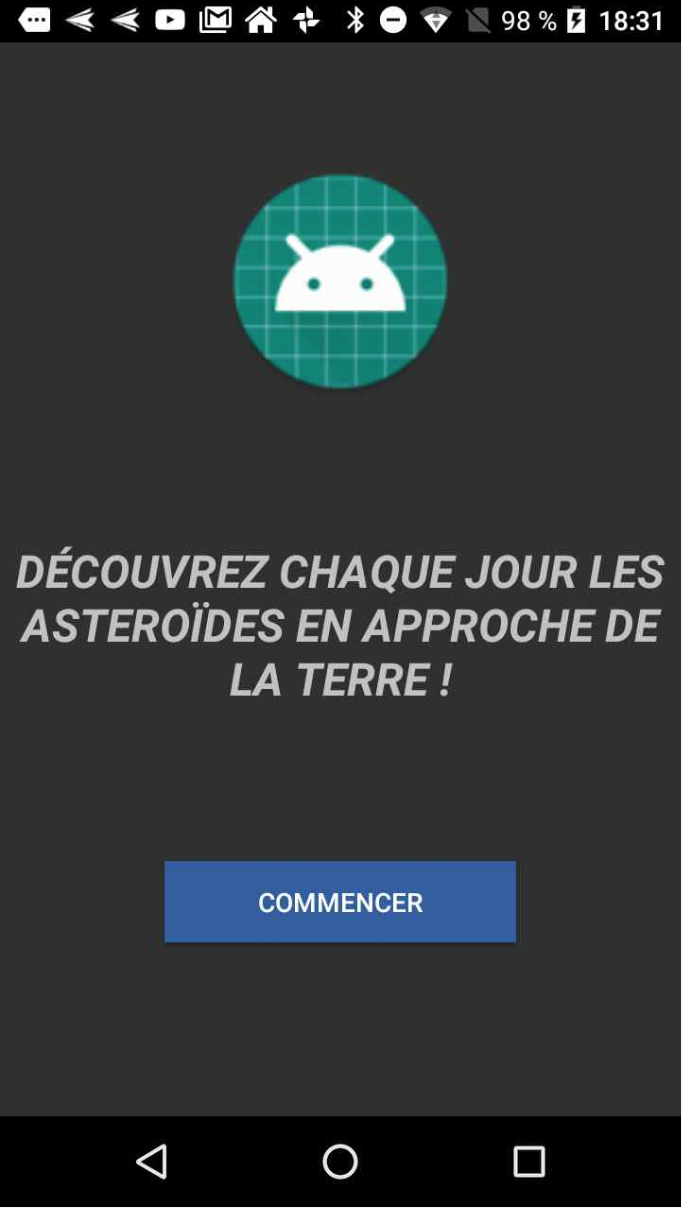 98 % 18:31
DÉCOUVREZ CHAQUE JOUR LES
ASTEROÏDES EN APPROCHE DE
LA TERRE !
COMMENCER